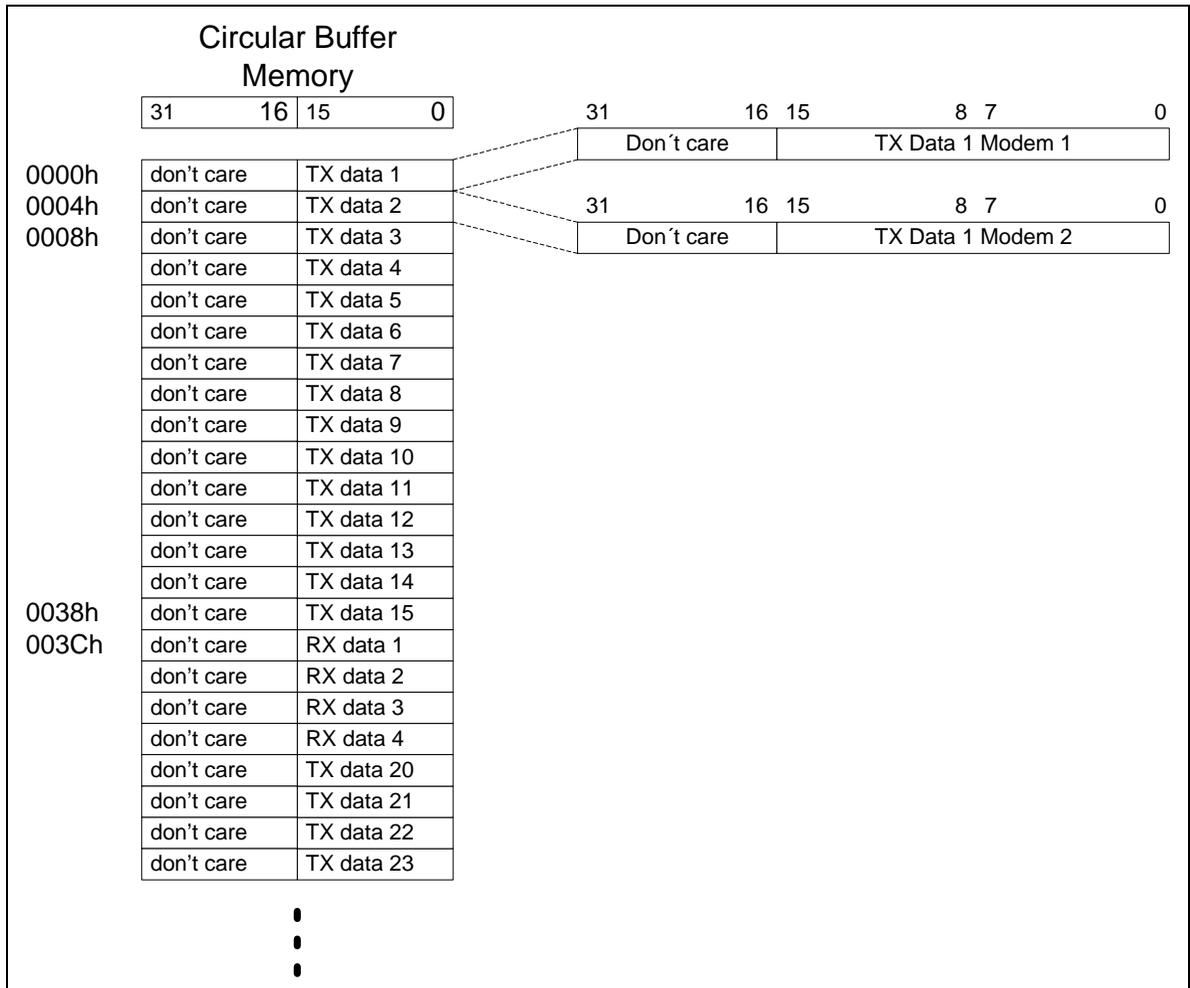 Circular Buffer
Memory
31 16 15 0
31 16 15 8 7 0
Don´t care TX Data 1 Modem 1
0000h don't care TX data 1
0004h don't care TX data 2
31 16 15 8 7 0
0008h don't care TX data 3
Don´t care TX Data 1 Modem 2
don't care TX data 4
don't care TX data 5
don't care TX data 6
don't care TX data 7
don't care TX data 8
don't care TX data 9
don't care TX data 10
don't care TX data 11
don't care TX data 12
don't care TX data 13
don't care TX data 14
0038h don't care TX data 15
003Ch don't care RX data 1
don't care RX data 2
don't care RX data 3
don't care RX data 4
don't care TX data 20
don't care TX data 21
don't care TX data 22
don't care TX data 23